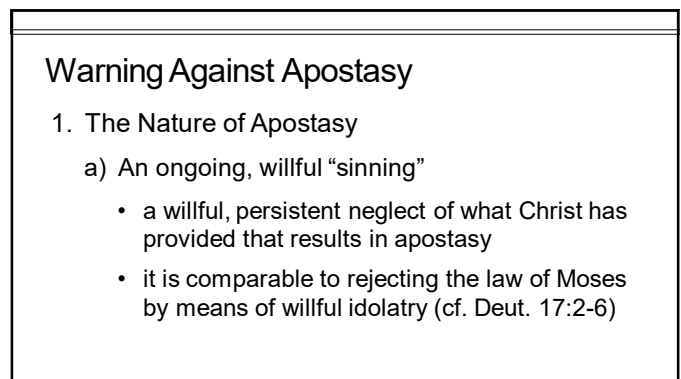 Warning Against Apostasy
1. The Nature of Apostasy
a) An ongoing, willful “sinning”
• a willful, persistent neglect of what Christ has
provided that results in apostasy
• it is comparable to rejecting the law of Moses
by means of willful idolatry (cf. Deut. 17:2-6)